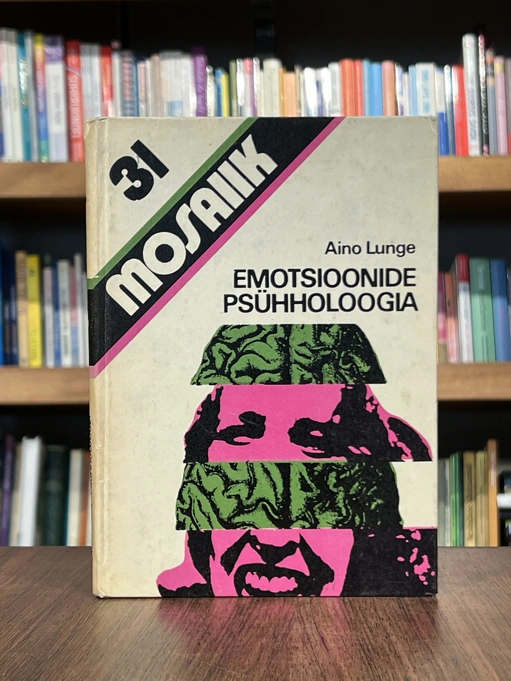 31
MOSAIIK
Aino Lunge
EMOTSIOONIDE
PSÜHHOLOOGIA